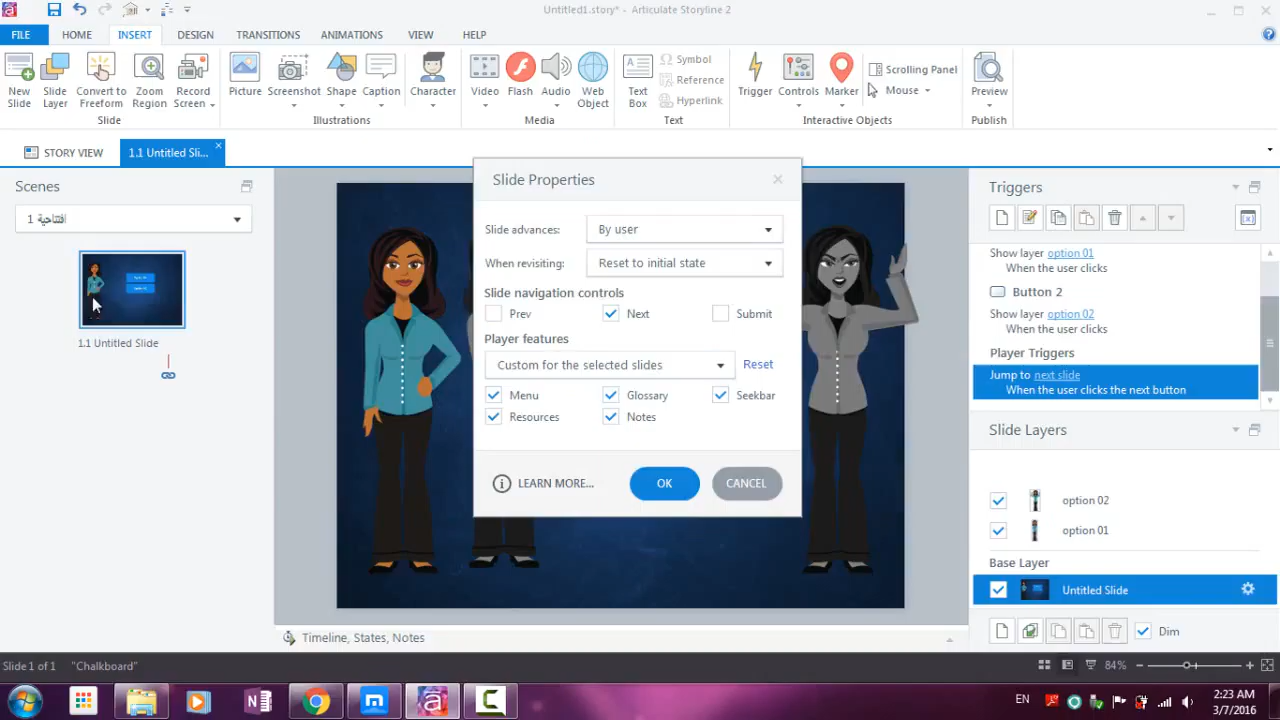 Untitled1.story* - Articulate Storyline 2
FILE HOME INSERT DESIGN TRANSITIONS ANIMATIONS VIEW HELP
New Slide
Slide Layer
Convert to Freeform
Zoom Region
Record Screen
Slide
Picture
Screenshot
Shape
Caption
Character
Illustrations
Video
Flash
Audio
Web Object
Media
Text Box
Symbol
Reference
Hyperlink
Text
Trigger
Controls
Marker
Scrolling Panel
Mouse
Interactive Objects
Preview
Publish
STORY VIEW
1.1 Untitled Sli...
Scenes
1 افتتاحية
1.1 Untitled Slide
Slide Properties
Slide advances: By user
When revisiting: Reset to initial state
Slide navigation controls
Prev Next Submit
Player features
Custom for the selected slides Reset
Menu Glossary Seekbar
Resources Notes
LEARN MORE... OK CANCEL
Triggers
Show layer option 01
When the user clicks
Button 2
Show layer option 02
When the user clicks
Player Triggers
Jump to next slide
When the user clicks the next button
Slide Layers
option 02
option 01
Base Layer
Untitled Slide
Dim
Timeline, States, Notes
Slide 1 of 1 "Chalkboard" 84%
EN 2:23 AM
3/7/2016